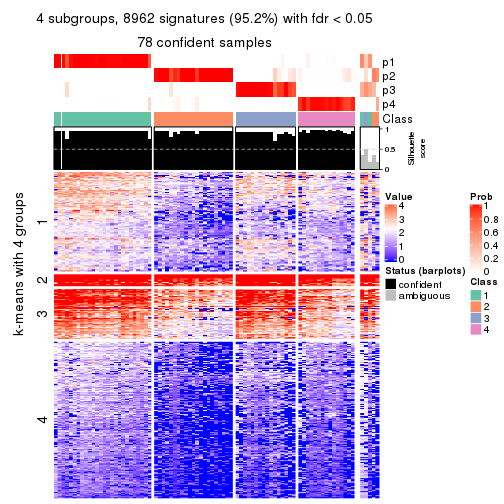 4 subgroups, 8962 signatures (95.2%) with fdr < 0.05
78 confident samples
p1
p2
p3
p4
Class
1
0.5
0
Silhouette
score
k-means with 4 groups
1
2
3
4
Value
4
3
2
1
0
Status (barplots)
confident
ambiguous
Prob
1
0.8
0.6
0.4
0.2
0
Class
1
2
3
4